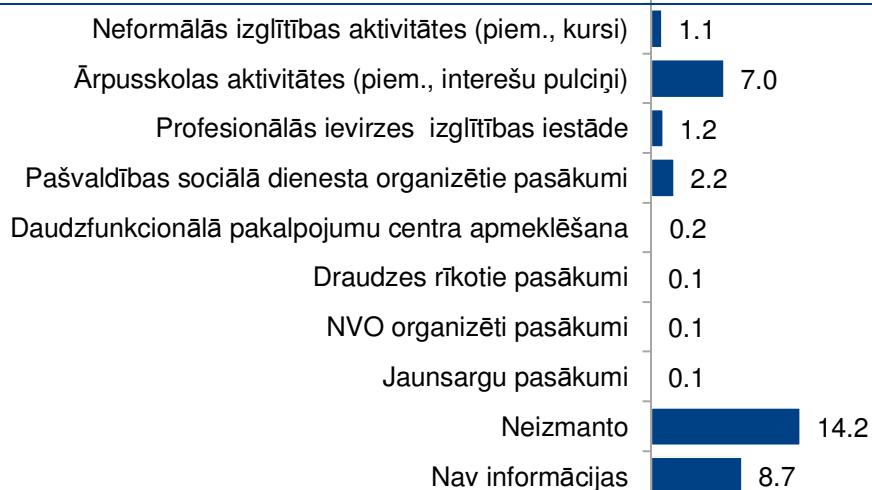 Neformālās izglītības aktivitātes (piem., kursi) 1.1
Ārpusskolas aktivitātes (piem., interešu pulciņi) 7.0
Profesionālās ievirzes izglītības iestāde 1.2
Pašvaldības sociālā dienesta organizētie pasākumi 2.2
Daudzfunkcionālā pakalpojumu centra apmeklēšana 0.2
Draudzes rīkotie pasākumi 0.1
NVO organizēti pasākumi 0.1
Jaunsargu pasākumi 0.1
Neizmanto 14.2
Nav informācijas 8.7